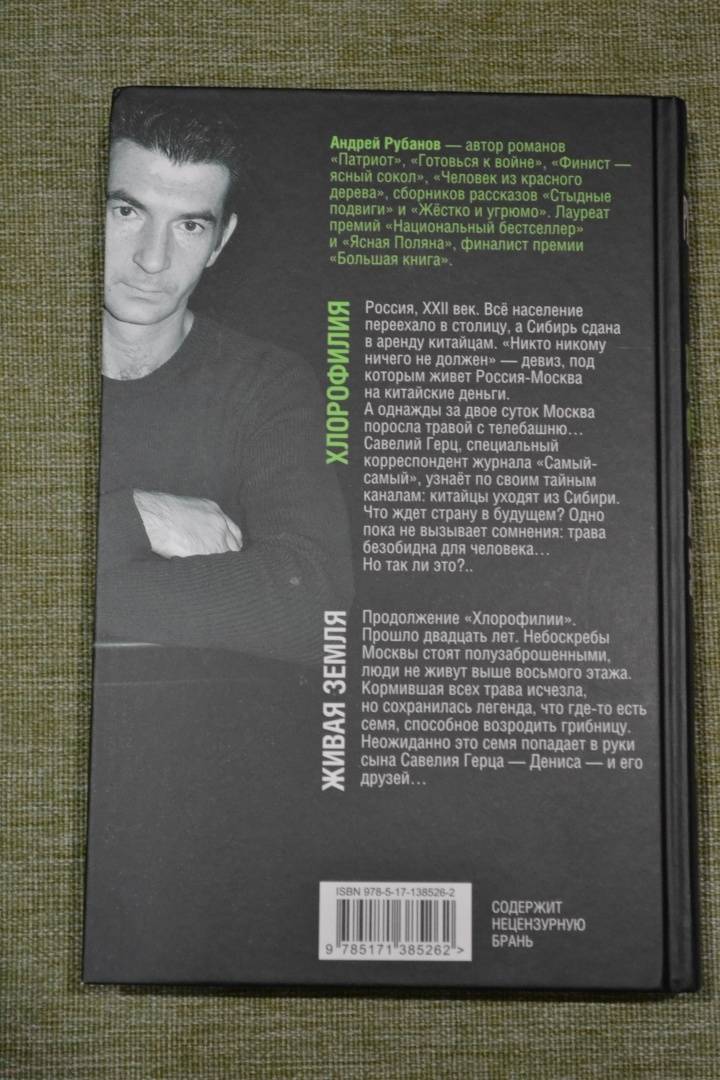 Андрей Рубанов — автор романов
«Патриот», «Готовься к войне», «Финист —
ясный сокол», «Человек из красного
дерева», сборников рассказов «Стыдные
подвиги» и «Жёстко и угрюмо». Лауреат
премий «Национальный бестселлер»
и «Ясная Поляна», финалист премии
«Большая книга».
ХЛОРОФИЛИЯ
Россия, XXII век. Всё население
переехало в столицу, а Сибирь сдана
в аренду китайцам. «Никто никому
ничего не должен» — девиз, под
которым живет Россия-Москва
на китайские деньги.
А однажды за двое суток Москва
поросла травой с телебашню…
Савелий Герц, специальный
корреспондент журнала «Самый-
самый», узнаёт по своим тайным
каналам: китайцы уходят из Сибири.
Что ждет страну в будущем? Одно
пока не вызывает сомнения: трава
безобидна для человека…
Но так ли это?..
ЖИВАЯ ЗЕМЛЯ
Продолжение «Хлорофилии».
Прошло двадцать лет. Небоскребы
Москвы стоят полузаброшенными,
люди не живут выше восьмого этажа.
Кормившая всех трава исчезла,
но сохранилась легенда, что где-то есть
семя, способное возродить грибницу.
Неожиданно это семя попадает в руки
сына Савелия Герца — Дениса — и его
друзей…
ISBN 978-5-17-138526-2
9 785171 385262 >
СОДЕРЖИТ
НЕЦЕНЗУРНУЮ
БРАНЬ